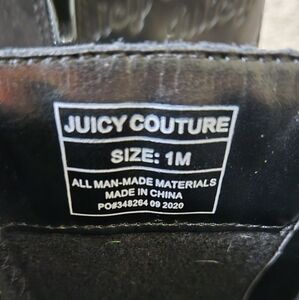 JUICY COUTURE
SIZE: 1M
ALL MAN-MADE MATERIALS
MADE IN CHINA
PO#348264 09 2020